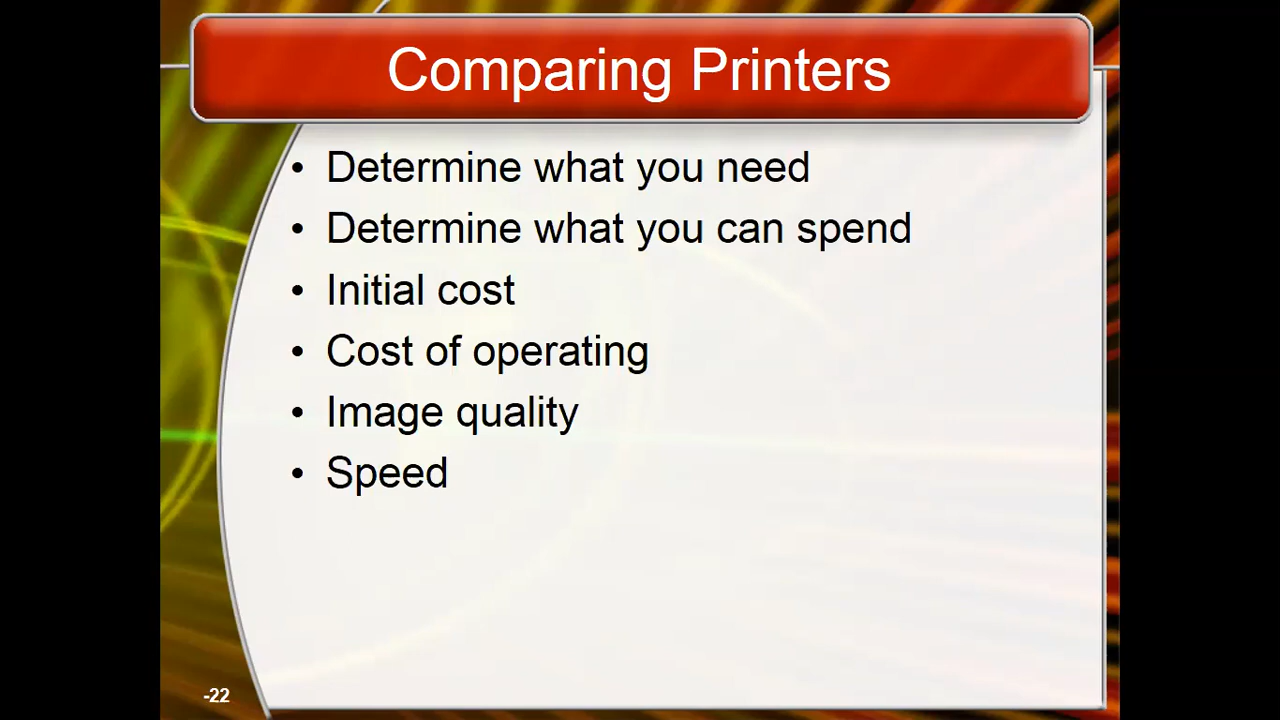 Comparing Printers
• Determine what you need
• Determine what you can spend
• Initial cost
• Cost of operating
• Image quality
• Speed
-22